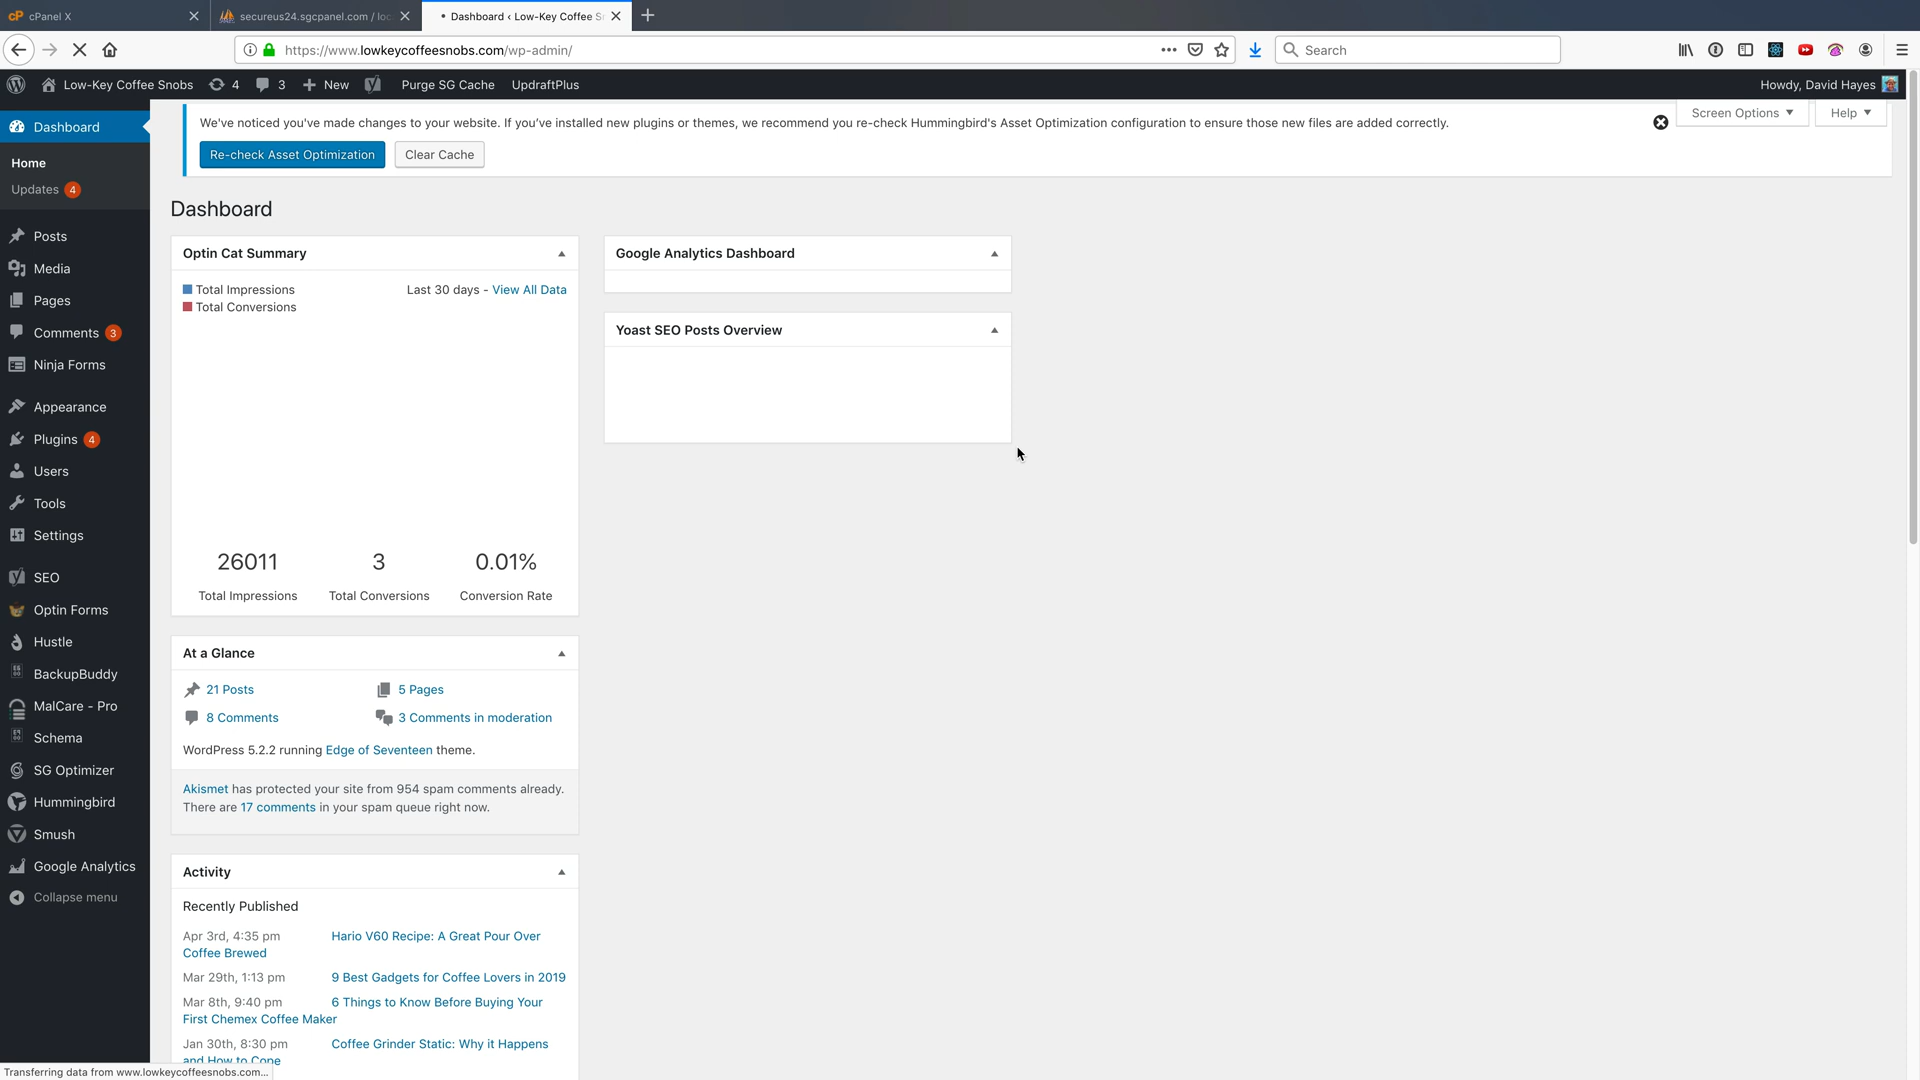 cPanel X
secureus24.sgcpanel.com / loc
Dashboard ‹ Low-Key Coffee S
https://www.lowkeycoffeesnobs.com/wp-admin/
Search
Low-Key Coffee Snobs
4
3
New
Purge SG Cache
UpdraftPlus
Howdy, David Hayes
Dashboard
Home
Updates 4
Posts
Media
Pages
Comments 3
Ninja Forms
Appearance
Plugins 4
Users
Tools
Settings
SEO
Optin Forms
Hustle
BackupBuddy
MalCare - Pro
Schema
SG Optimizer
Hummingbird
Smush
Google Analytics
Collapse menu
We've noticed you've made changes to your website. If you’ve installed new plugins or themes, we recommend you re-check Hummingbird's Asset Optimization configuration to ensure those new files are added correctly.
Re-check Asset Optimization
Clear Cache
Screen Options
Help
Dashboard
Optin Cat Summary
Total Impressions
Last 30 days - View All Data
Total Conversions
26011
3
0.01%
Total Impressions
Total Conversions
Conversion Rate
Google Analytics Dashboard
Yoast SEO Posts Overview
At a Glance
21 Posts
5 Pages
8 Comments
3 Comments in moderation
WordPress 5.2.2 running Edge of Seventeen theme.
Akismet has protected your site from 954 spam comments already.
There are 17 comments in your spam queue right now.
Activity
Recently Published
Apr 3rd, 4:35 pm Hario V60 Recipe: A Great Pour Over
Coffee Brewed
Mar 29th, 1:13 pm 9 Best Gadgets for Coffee Lovers in 2019
Mar 8th, 9:40 pm 6 Things to Know Before Buying Your
First Chemex Coffee Maker
Jan 30th, 8:30 pm Coffee Grinder Static: Why it Happens
and How to Cope
Transferring data from www.lowkeycoffeesnobs.com...